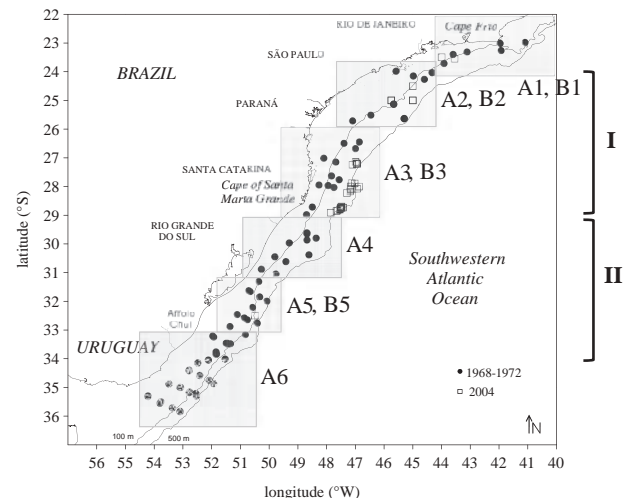 RIO DE JANEIRO
Cape Frio
SÃO PAULO
BRAZIL
A1, B1
A2, B2
PARANÁ
I
SANTA CATARINA
A3, B3
Cape of Santa
Marta Grande
RIO GRANDE
DO SUL
A4
Southwestern
Atlantic
Ocean
II
A5, B5
Arroio
Chuí
URUGUAY
A6
1968-1972
2004
N
100 m
500 m
22
23
24
25
26
27
28
29
30
31
32
33
34
35
36
latitude (°S)
56 55 54 53 52 51 50 49 48 47 46 45 44 43 42 41 40
longitude (°W)